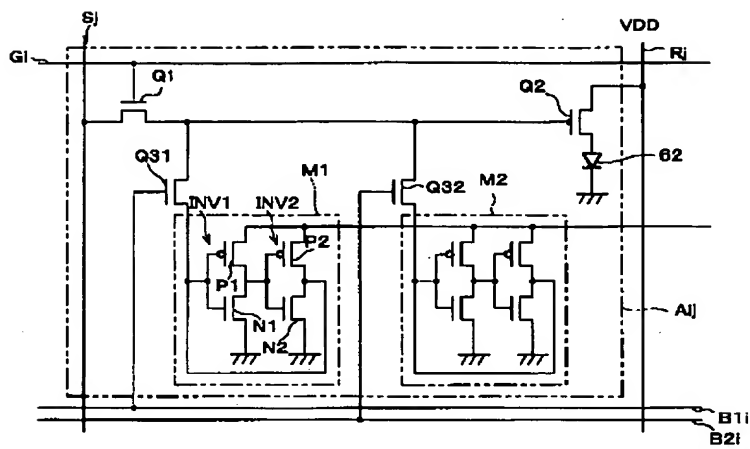 Sj
VDD
Gi
Rj
Q1
Q2
Q31
M1
62
INV1
INV2
Q32
M2
P2
P1
Aij
N1
N2
B1i
B2i